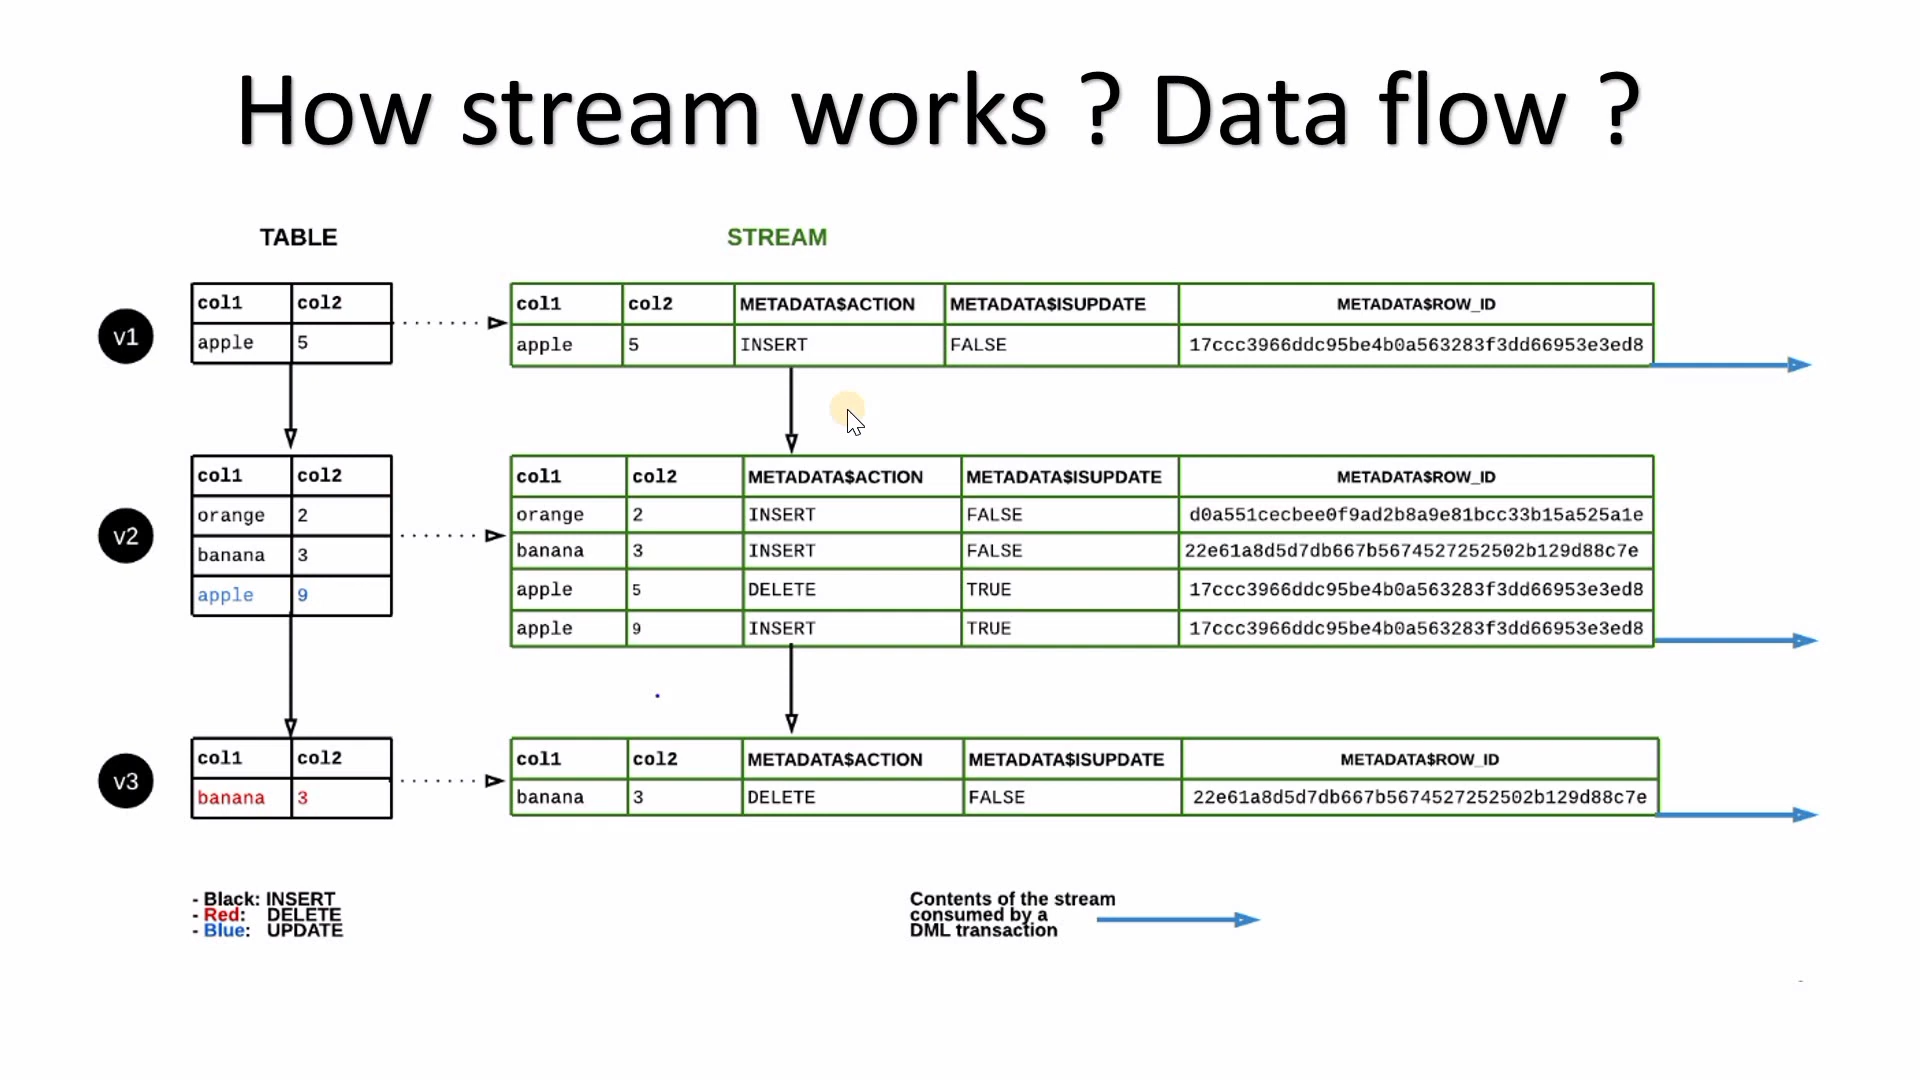 How stream works ? Data flow ?
TABLE STREAM
v1
col1 col2
apple 5
col1 col2 METADATA$ACTION METADATA$ISUPDATE METADATA$ROW_ID
apple 5 INSERT FALSE 17ccc3966ddc95be4b0a563283f3dd66953e3ed8
v2
col1 col2
orange 2
banana 3
apple 9
col1 col2 METADATA$ACTION METADATA$ISUPDATE METADATA$ROW_ID
orange 2 INSERT FALSE d0a551cecbee0f9ad2b8a9e81bcc33b15a525a1e
banana 3 INSERT FALSE 22e61a8d5d7db667b5674527252502b129d88c7e
apple 5 DELETE TRUE 17ccc3966ddc95be4b0a563283f3dd66953e3ed8
apple 9 INSERT TRUE 17ccc3966ddc95be4b0a563283f3dd66953e3ed8
v3
col1 col2
banana 3
col1 col2 METADATA$ACTION METADATA$ISUPDATE METADATA$ROW_ID
banana 3 DELETE FALSE 22e61a8d5d7db667b5674527252502b129d88c7e
- Black: INSERT
- Red: DELETE
- Blue: UPDATE
Contents of the stream
consumed by a
DML transaction